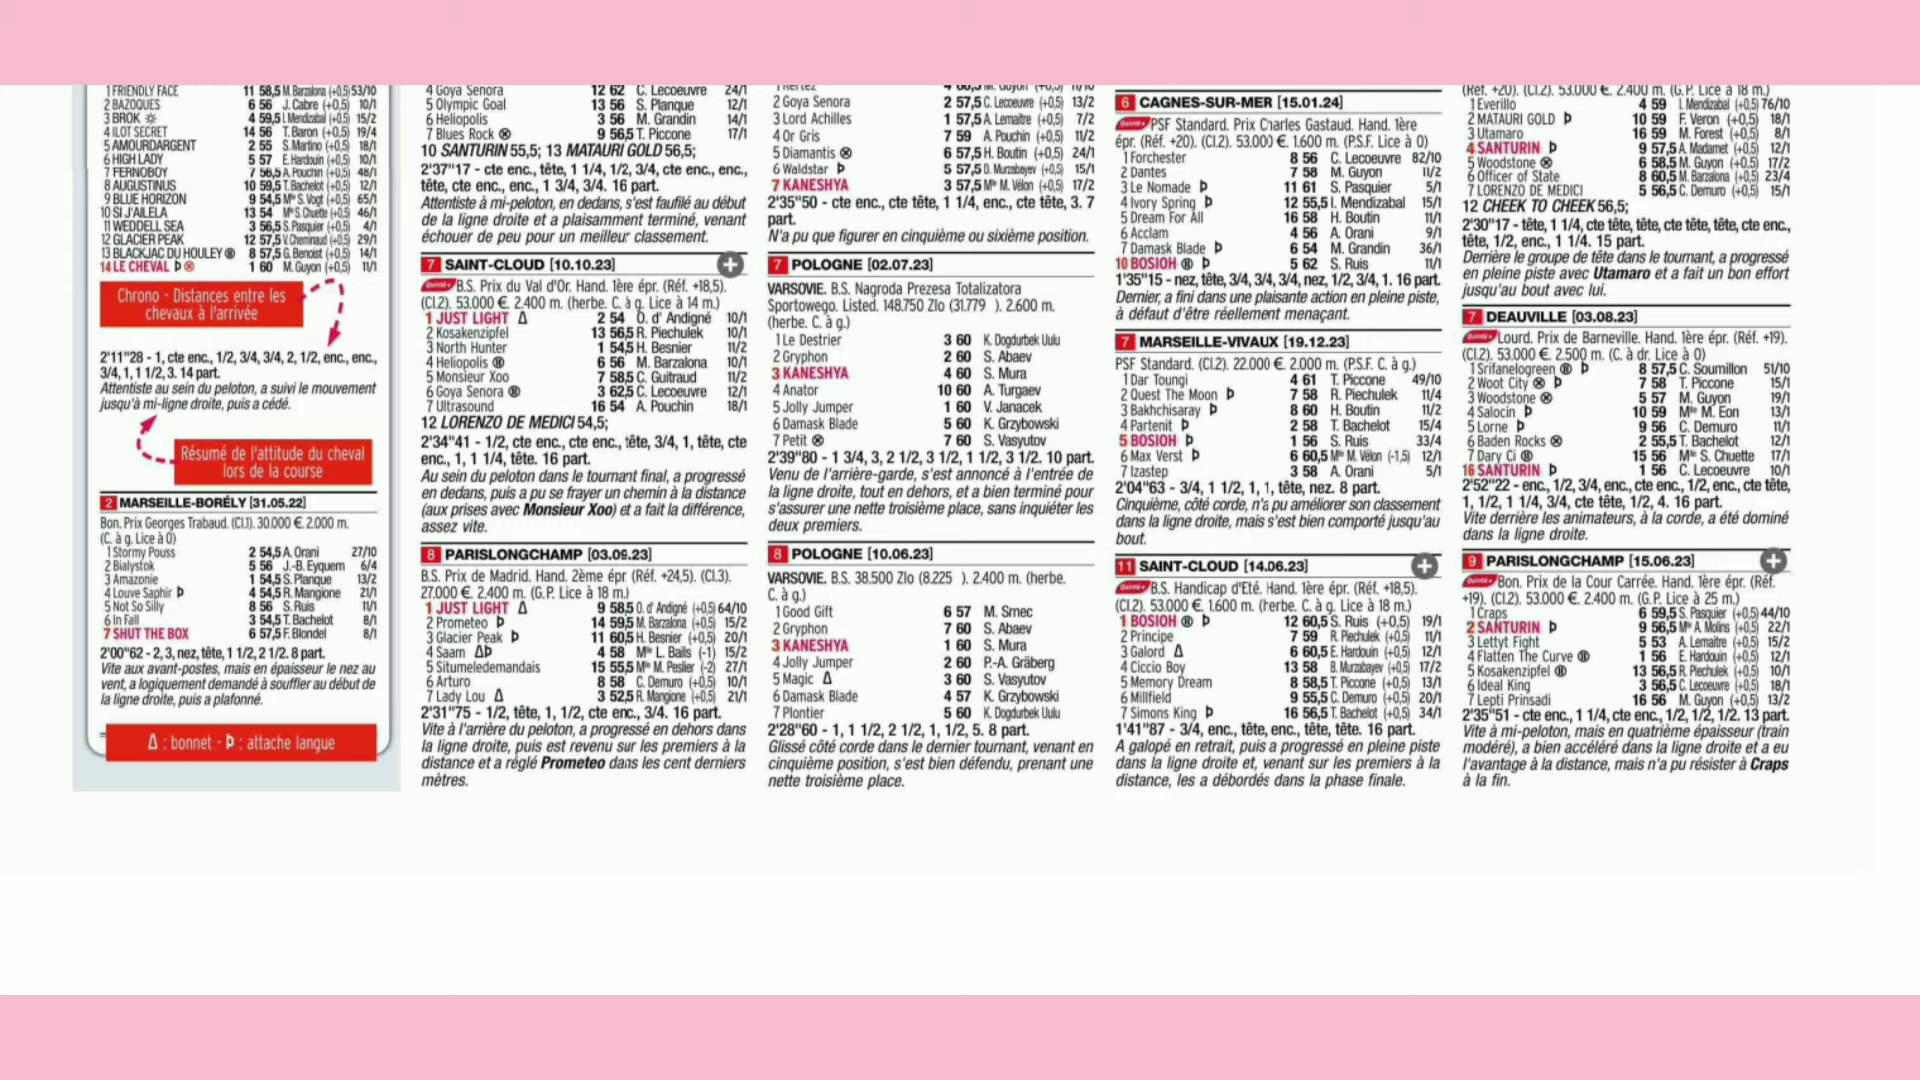 1 FRIENDLY FACE 11 58,5 M. Barzalona (+0,5) 53/10
2 BAZOQUES 6 56 J. Cabre (+0,5) 10/1
3 BROK ☼ 4 59,5 I. Mendizabal (+0,5) 15/2
4 ILOT SECRET 14 56 T. Baron (+0,5) 19/4
5 AMOURDARGENT 2 55 S. Martino (+0,5) 18/1
6 HIGH LADY 5 57 E. Hardouin (+0,5) 10/1
7 FERNOBOY 7 56,5 A. Pouchin (+0,5) 48/1
8 AUGUSTINUS 10 59,5 T. Bachelot (+0,5) 12/1
9 BLUE HORIZON 9 54,5 Mlle S. Vogt (+0,5) 65/1
10 SI J'AILELA 13 54 Mlle S. Chuette (+0,5) 46/1
11 WEDDELL SEA 3 56,5 S. Pasquier (+0,5) 4/1
12 GLACIER PEAK 12 57,5 V. Cheminaud (+0,5) 29/1
13 BLACKJAC DU HOULEY Ⓑ 8 57,5 G. Benoist (+0,5) 14/1
14 LE CHEVAL Þ ⊗ 1 60 M. Guyon (+0,5) 11/1
Chrono - Distances entre les
chevaux à l'arrivée
2'11"28 - 1, cte enc., 1/2, 3/4, 3/4, 2, 1/2, enc., enc.,
3/4, 1, 1 1/2, 3. 14 part.
Attentiste au sein du peloton, a suivi le mouvement
jusqu'à mi-ligne droite, puis a cédé.
Résumé de l'attitude du cheval
lors de la course
2 MARSEILLE-BORÉLY [31.05.22]
Bon. Prix Georges Trabaud. (Cl.1). 30.000 €. 2.000 m.
(C. à g. Lice à 0)
1 Stormy Pouss 2 54,5 A. Orani 27/10
2 Bialystok 5 56 J.-B. Eyquem 6/4
3 Amazonie 1 54,5 S. Planque 13/2
4 Louve Saphir Þ 4 54,5 R. Mangione 21/1
5 Not So Silly 8 56 S. Ruis 11/1
6 In Fall 3 54,5 T. Bachelot 8/1
7 SHUT THE BOX 6 57,5 F. Blondel 8/1
2'00"62 - 2, 3, nez, tête, 1 1/2, 2 1/2. 8 part.
Vite aux avant-postes, mais en épaisseur le nez au
vent, a logiquement demandé à souffler au début de
la ligne droite, puis a plafonné.
∆ : bonnet - Þ : attache langue
4 Goya Senora 12 62 C. Lecoeuvre 24/1
5 Olympic Goal 13 56 S. Planque 12/1
6 Heliopolis 3 56 M. Grandin 14/1
7 Blues Rock ⊗ 9 56,5 T. Piccone 17/1
10 SANTURIN 55,5; 13 MATAURI GOLD 56,5;
2'37"17 - cte enc., tête, 1 1/4, 1/2, 3/4, cte enc., enc.,
tête, cte enc., enc., 1 3/4, 3/4. 16 part.
Attentiste à mi-peloton, en dedans, s'est faufilé au début
de la ligne droite et a plaisamment terminé, venant
échouer de peu pour un meilleur classement.
7 SAINT-CLOUD [10.10.23] +
Quinté+ B.S. Prix du Val d'Or. Hand. 1ère épr. (Réf. +18,5).
(Cl.2). 53.000 €. 2.400 m. (herbe. C. à g. Lice à 14 m.)
1 JUST LIGHT ∆ 2 54 O. d' Andigné 10/1
2 Kosakenzipfel 13 56,5 R. Piechulek 10/1
3 North Hunter 1 54,5 H. Besnier 11/2
4 Heliopolis Ⓑ 6 56 M. Barzalona 10/1
5 Monsieur Xoo 7 58,5 C. Guitraud 11/2
6 Goya Senora Ⓑ 3 62,5 C. Lecoeuvre 12/1
7 Ultrasound 16 54 A. Pouchin 18/1
12 LORENZO DE MEDICI 54,5;
2'34"41 - 1/2, cte enc., cte enc., tête, 3/4, 1, tête, cte
enc., 1, 1 1/4, tête. 16 part.
Au sein du peloton dans le tournant final, a progressé
en dedans, puis a pu se frayer un chemin à la distance
(aux prises avec Monsieur Xoo) et a fait la différence,
assez vite.
8 PARISLONGCHAMP [03.09.23]
B.S. Prix de Madrid. Hand. 2ème épr. (Réf. +24,5). (Cl.3).
27.000 €. 2.400 m. (G.P. Lice à 18 m.)
1 JUST LIGHT ∆ 9 58,5 O. d' Andigné (+0,5) 64/10
2 Prometeo Þ 14 59,5 M. Barzalona (+0,5) 15/2
3 Glacier Peak Þ 11 60,5 H. Besnier (+0,5) 20/1
4 Saam ∆Þ 4 58 Mlle L. Bails (-1) 15/2
5 Situmeledemandais 15 55,5 Mlle M. Peslier (-2) 27/1
6 Arturo 8 58 C. Demuro (+0,5) 10/1
7 Lady Lou ∆ 3 52,5 R. Mangione (+0,5) 21/1
2'31"75 - 1/2, tête, 1, 1/2, cte enc., 3/4. 16 part.
Vite à l'arrière du peloton, a progressé en dehors dans
la ligne droite, puis est revenu sur les premiers à la
distance et a réglé Prometeo dans les cent derniers
mètres.
2 Goya Senora 2 57,5 C. Lecoeuvre (+0,5) 13/2
3 Lord Achilles 1 57,5 A. Lemaitre (+0,5) 7/2
4 Or Gris 7 59 A. Pouchin (+0,5) 11/2
5 Diamantis ⊗ 6 57,5 H. Boutin (+0,5) 24/1
6 Waldstar Þ 5 57,5 B. Murzabayev (+0,5) 15/1
7 KANESHYA 3 57,5 Mlle M. Vélon (+0,5) 17/2
2'35"50 - cte enc., cte tête, 1 1/4, enc., cte tête, 3. 7
part.
N'a pu que figurer en cinquième ou sixième position.
7 POLOGNE [02.07.23]
VARSOVIE. B.S. Nagroda Prezesa Totalizatora
Sportowego. Listed. 148.750 Zlo (31.779 ). 2.600 m.
(herbe. C. à g.)
1 Le Destrier 3 60 K. Dogdurbek Uulu
2 Gryphon 2 60 S. Abaev
3 KANESHYA 4 60 S. Mura
4 Anator 10 60 A. Turgaev
5 Jolly Jumper 1 60 V. Janacek
6 Damask Blade 5 60 K. Grzybowski
7 Petit ⊗ 7 60 S. Vasyutov
2'39"80 - 1 3/4, 3, 2 1/2, 3 1/2, 1 1/2, 3 1/2. 10 part.
Venu de l'arrière-garde, s'est annoncé à l'entrée de
la ligne droite, tout en dehors, et a bien terminé pour
s'assurer une nette troisième place, sans inquiéter les
deux premiers.
8 POLOGNE [10.06.23]
VARSOVIE. B.S. 38.500 Zlo (8.225 ). 2.400 m. (herbe.
C. à g.)
1 Good Gift 6 57 M. Srnec
2 Gryphon 7 60 S. Abaev
3 KANESHYA 1 60 S. Mura
4 Jolly Jumper 2 60 P.-A. Gräberg
5 Magic ∆ 3 60 S. Vasyutov
6 Damask Blade 4 57 K. Grzybowski
7 Plontier 5 60 K. Dogdurbek Uulu
2'28"60 - 1, 1 1/2, 2 1/2, 1, 1/2, 5. 8 part.
Glissé côté corde dans le dernier tournant, venant en
cinquième position, s'est bien défendu, prenant une
nette troisième place.
6 CAGNES-SUR-MER [15.01.24]
Quinté+ PSF Standard. Prix Charles Gastaud. Hand. 1ère
épr. (Réf. +20). (Cl.2). 53.000 €. 1.600 m. (P.S.F. Lice à 0)
1 Forchester 8 56 C. Lecoeuvre 82/10
2 Dantes 7 58 M. Guyon 11/2
3 Le Nomade Þ 11 61 S. Pasquier 5/1
4 Ivory Spring Þ 12 55,5 I. Mendizabal 15/1
5 Dream For All 16 58 H. Boutin 11/1
6 Acclam 4 56 A. Orani 9/1
7 Damask Blade Þ 6 54 M. Grandin 36/1
10 BOSIOH Ⓑ Þ 5 62 S. Ruis 11/1
1'35"15 - nez, tête, 3/4, 3/4, 3/4, nez, 1/2, 3/4, 1. 16 part.
Dernier, a fini dans une plaisante action en pleine piste,
à défaut d'être réellement menaçant.
7 MARSEILLE-VIVAUX [19.12.23]
PSF Standard. (Cl.2). 22.000 €. 2.000 m. (P.S.F. C. à g.)
1 Dar Toungi 4 61 T. Piccone 49/10
2 Quest The Moon Þ 7 58 R. Piechulek 11/4
3 Bakhchisaray Þ 8 60 H. Boutin 11/2
4 Partenit Þ 2 58 T. Bachelot 15/4
5 BOSIOH Þ 1 56 S. Ruis 33/4
6 Max Verst Þ 6 60,5 Mlle M. Vélon (-1,5) 12/1
7 Izastep 3 58 A. Orani 5/1
2'04"63 - 3/4, 1 1/2, 1, 1, tête, nez. 8 part.
Cinquième, côté corde, n'a pu améliorer son classement
dans la ligne droite, mais s'est bien comporté jusqu'au
bout.
11 SAINT-CLOUD [14.06.23] +
Quinté+ B.S. Handicap d'Eté. Hand. 1ère épr. (Réf. +18,5).
(Cl.2). 53.000 €. 1.600 m. (herbe. C. à g. Lice à 18 m.)
1 BOSIOH Ⓑ Þ 12 60,5 S. Ruis (+0,5) 19/1
2 Principe 7 59 R. Piechulek (+0,5) 11/1
3 Galord ∆ 6 60,5 E. Hardouin (+0,5) 12/1
4 Ciccio Boy 13 58 B. Murzabayev (+0,5) 17/2
5 Memory Dream 8 58,5 T. Piccone (+0,5) 13/1
6 Millfield 9 55,5 C. Demuro (+0,5) 20/1
7 Simons King Þ 16 56,5 T. Bachelot (+0,5) 34/1
1'41"87 - 3/4, enc., tête, enc., tête, tête. 16 part.
A galopé en retrait, puis a progressé en pleine piste
dans la ligne droite et, venant sur les premiers à la
distance, les a débordés dans la phase finale.
(Réf. +20). (Cl.2). 53.000 €. 2.400 m. (G.P. Lice à 18 m.)
1 Everillo 4 59 I. Mendizabal (+0,5) 76/10
2 MATAURI GOLD Þ 10 59 F. Veron (+0,5) 18/1
3 Utamaro 16 59 M. Forest (+0,5) 8/1
4 SANTURIN Þ 9 57,5 A. Madamet (+0,5) 12/1
5 Woodstone ⊗ 6 58,5 M. Guyon (+0,5) 17/2
6 Officer of State 8 60,5 M. Barzalona (+0,5) 23/4
7 LORENZO DE MEDICI 5 56,5 C. Demuro (+0,5) 15/1
12 CHEEK TO CHEEK 56,5;
2'30"17 - tête, 1 1/4, cte tête, cte tête, cte tête, cte enc.,
tête, 1/2, enc., 1 1/4. 15 part.
Derrière le groupe de tête dans le tournant, a progressé
en pleine piste avec Utamaro et a fait un bon effort
jusqu'au bout avec lui.
7 DEAUVILLE [03.08.23]
Quinté+ Lourd. Prix de Barneville. Hand. 1ère épr. (Réf. +19).
(Cl.2). 53.000 €. 2.500 m. (C. à dr. Lice à 0)
1 Srifanelogreen Ⓑ Þ 8 57,5 C. Soumillon 51/10
2 Woot City ⊗ Þ 7 58 T. Piccone 15/1
3 Woodstone ⊗ 5 57 M. Guyon 19/1
4 Salocin Þ 10 59 Mlle M. Eon 13/1
5 Lorne Þ 9 56 C. Demuro 11/1
6 Baden Rocks ⊗ 2 55,5 T. Bachelot 12/1
7 Dary Ci Ⓑ 15 56 Mlle S. Chuette 17/1
16 SANTURIN Þ 1 56 C. Lecoeuvre 10/1
2'52"22 - enc., 1/2, 3/4, enc., cte enc., 1/2, enc., cte tête,
1, 1/2, 1 1/4, 3/4, cte tête, 1/2, 4. 16 part.
Vite derrière les animateurs, à la corde, a été dominé
dans la ligne droite.
9 PARISLONGCHAMP [15.06.23] +
Quinté+ Bon. Prix de la Cour Carrée. Hand. 1ère épr. (Réf.
+19). (Cl.2). 53.000 €. 2.400 m. (G.P. Lice à 25 m.)
1 Craps 6 59,5 S. Pasquier (+0,5) 44/10
2 SANTURIN Þ 9 56,5 Mlle A. Molins (+0,5) 22/1
3 Lettyt Fight 5 53 A. Lemaitre (+0,5) 15/2
4 Flatten The Curve Ⓑ 1 56 E. Hardouin (+0,5) 12/1
5 Kosakenzipfel Ⓑ 13 56,5 R. Piechulek (+0,5) 10/1
6 Ideal King 3 56,5 C. Lecoeuvre (+0,5) 18/1
7 Lepti Prinsadi 16 56 M. Guyon (+0,5) 13/2
2'35"51 - cte enc., 1 1/4, cte enc., 1/2, 1/2, 1/2. 13 part.
Vite à mi-peloton, mais en quatrième épaisseur (train
modéré), a bien accéléré dans la ligne droite et a eu
l'avantage à la distance, mais n'a pu résister à Craps
à la fin.